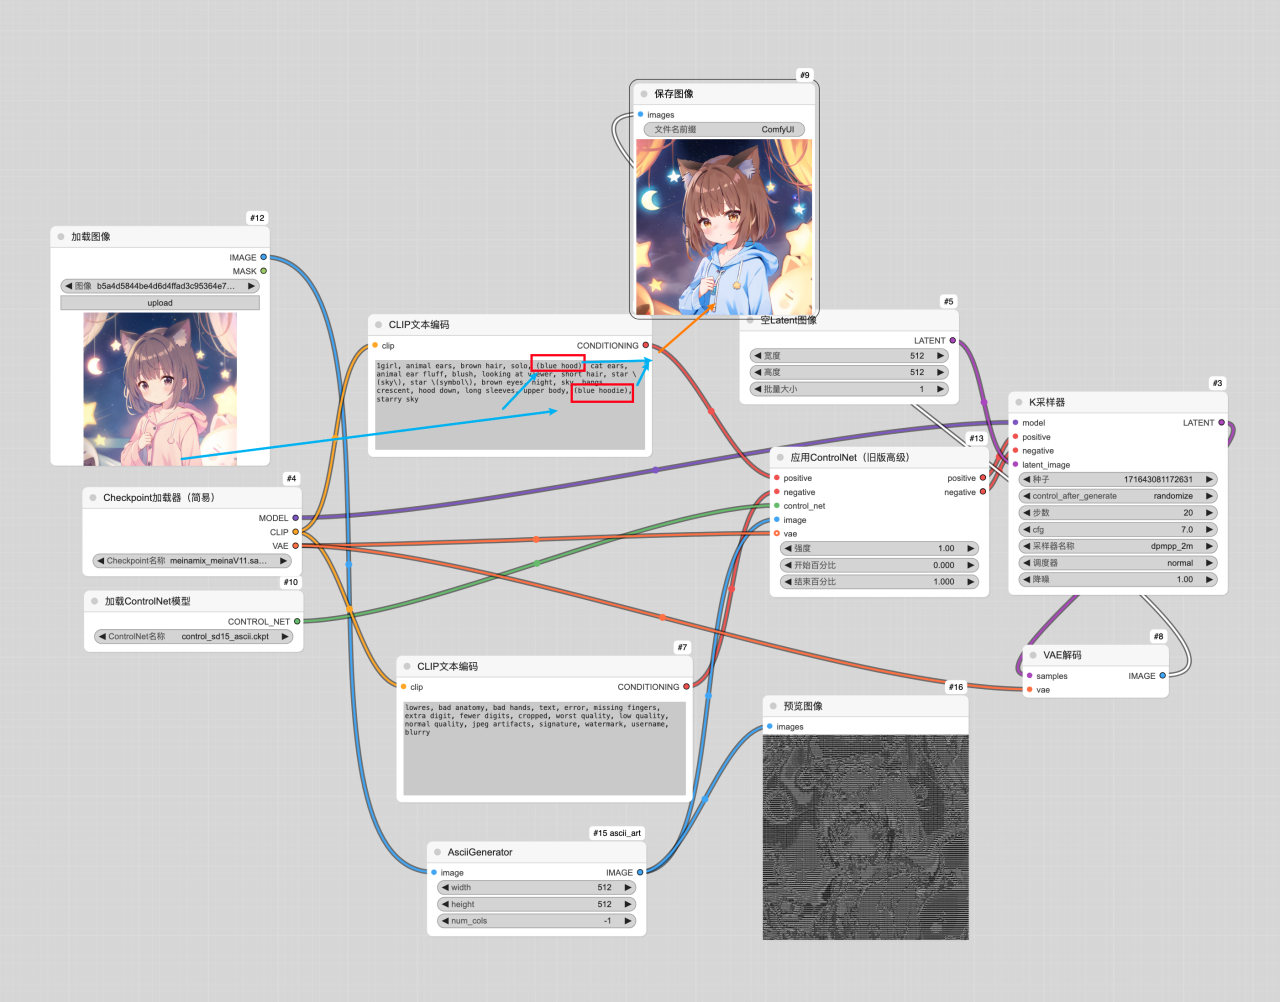 #9
保存图像
images
文件名前缀 ComfyUI
#12
加载图像
IMAGE
MASK
图像 b5a4d5844be4d6d4ffad3c95364e7...
upload
CLIP文本编码
clip CONDITIONING
1girl, animal ears, brown hair, solo, (blue hood), cat ears,
animal ear fluff, blush, looking at viewer, short hair, star \
(sky\), star \(symbol\), brown eyes, night, sky, bangs,
crescent, hood down, long sleeves, upper body, (blue hoodie),
starry sky
#5
空Latent图像
LATENT
宽度 512
高度 512
批量大小 1
#3
K采样器
model LATENT
positive
negative
latent_image
种子 171643081172631
control_after_generate randomize
步数 20
cfg 7.0
采样器名称 dpmpp_2m
调度器 normal
降噪 1.00
#13
应用ControlNet（旧版高级）
positive positive
negative negative
control_net
image
vae
强度 1.00
开始百分比 0.000
结束百分比 1.000
#4
Checkpoint加载器（简易）
MODEL
CLIP
VAE
Checkpoint名称 meinamix_meinaV11.sa...
#10
加载ControlNet模型
CONTROL_NET
ControlNet名称 control_sd15_ascii.ckpt
#7
CLIP文本编码
clip CONDITIONING
lowres, bad anatomy, bad hands, text, error, missing fingers,
extra digit, fewer digits, cropped, worst quality, low quality,
normal quality, jpeg artifacts, signature, watermark, username,
blurry
#8
VAE解码
samples IMAGE
vae
#16
预览图像
images
#15 ascii_art
AsciiGenerator
image IMAGE
width 512
height 512
num_cols -1